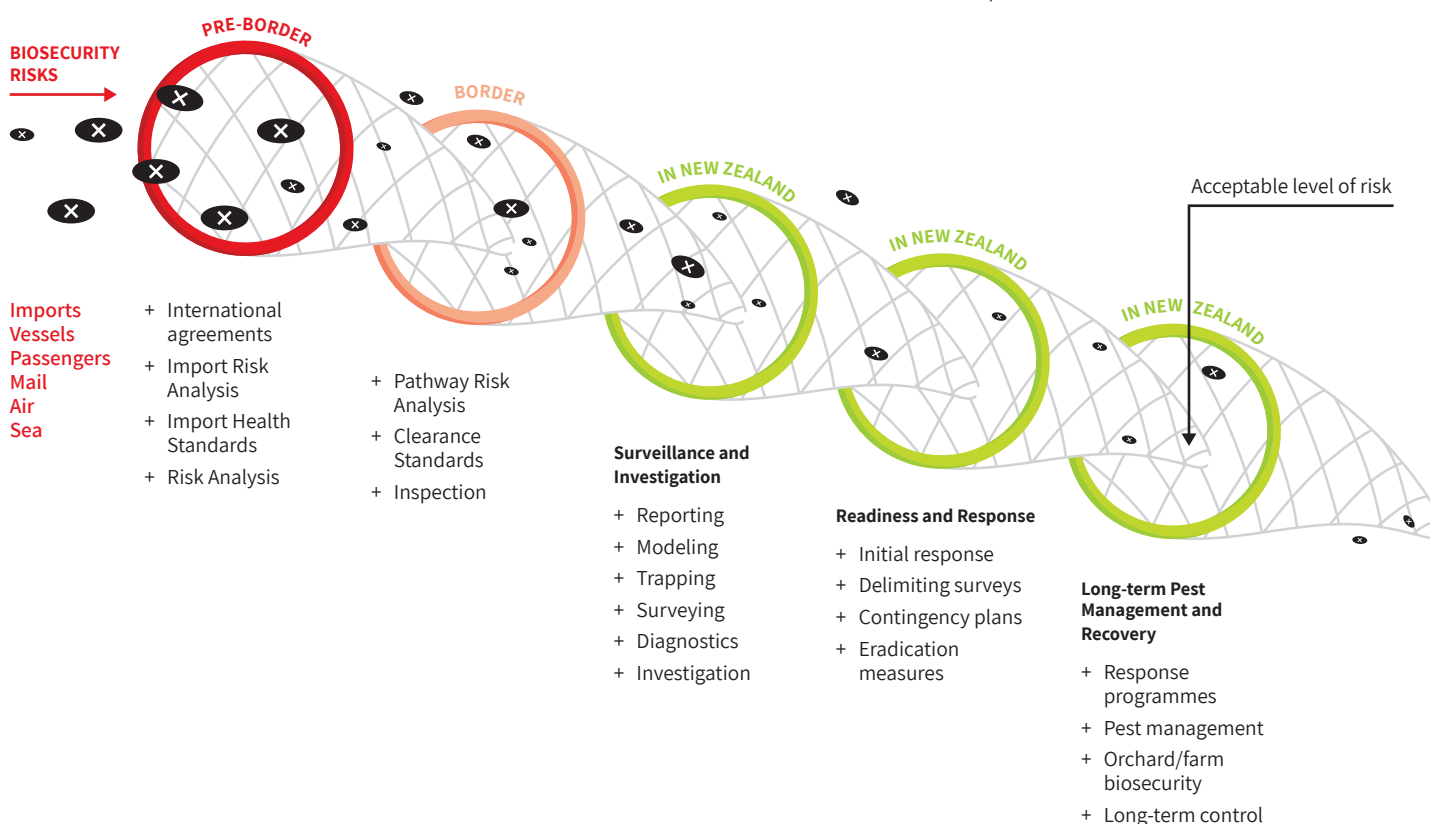 PRE-BORDER
BIOSECURITY
RISKS
BORDER
IN NEW ZEALAND
IN NEW ZEALAND
IN NEW ZEALAND
Acceptable level of risk
Imports
Vessels
Passengers
Mail
Air
Sea
+ International
agreements
+ Import Risk
Analysis
+ Import Health
Standards
+ Risk Analysis
+ Pathway Risk
Analysis
+ Clearance
Standards
+ Inspection
Surveillance and
Investigation
+ Reporting
+ Modeling
+ Trapping
+ Surveying
+ Diagnostics
+ Investigation
Readiness and Response
+ Initial response
+ Delimiting surveys
+ Contingency plans
+ Eradication
measures
Long-term Pest
Management and
Recovery
+ Response
programmes
+ Pest management
+ Orchard/farm
biosecurity
+ Long-term control